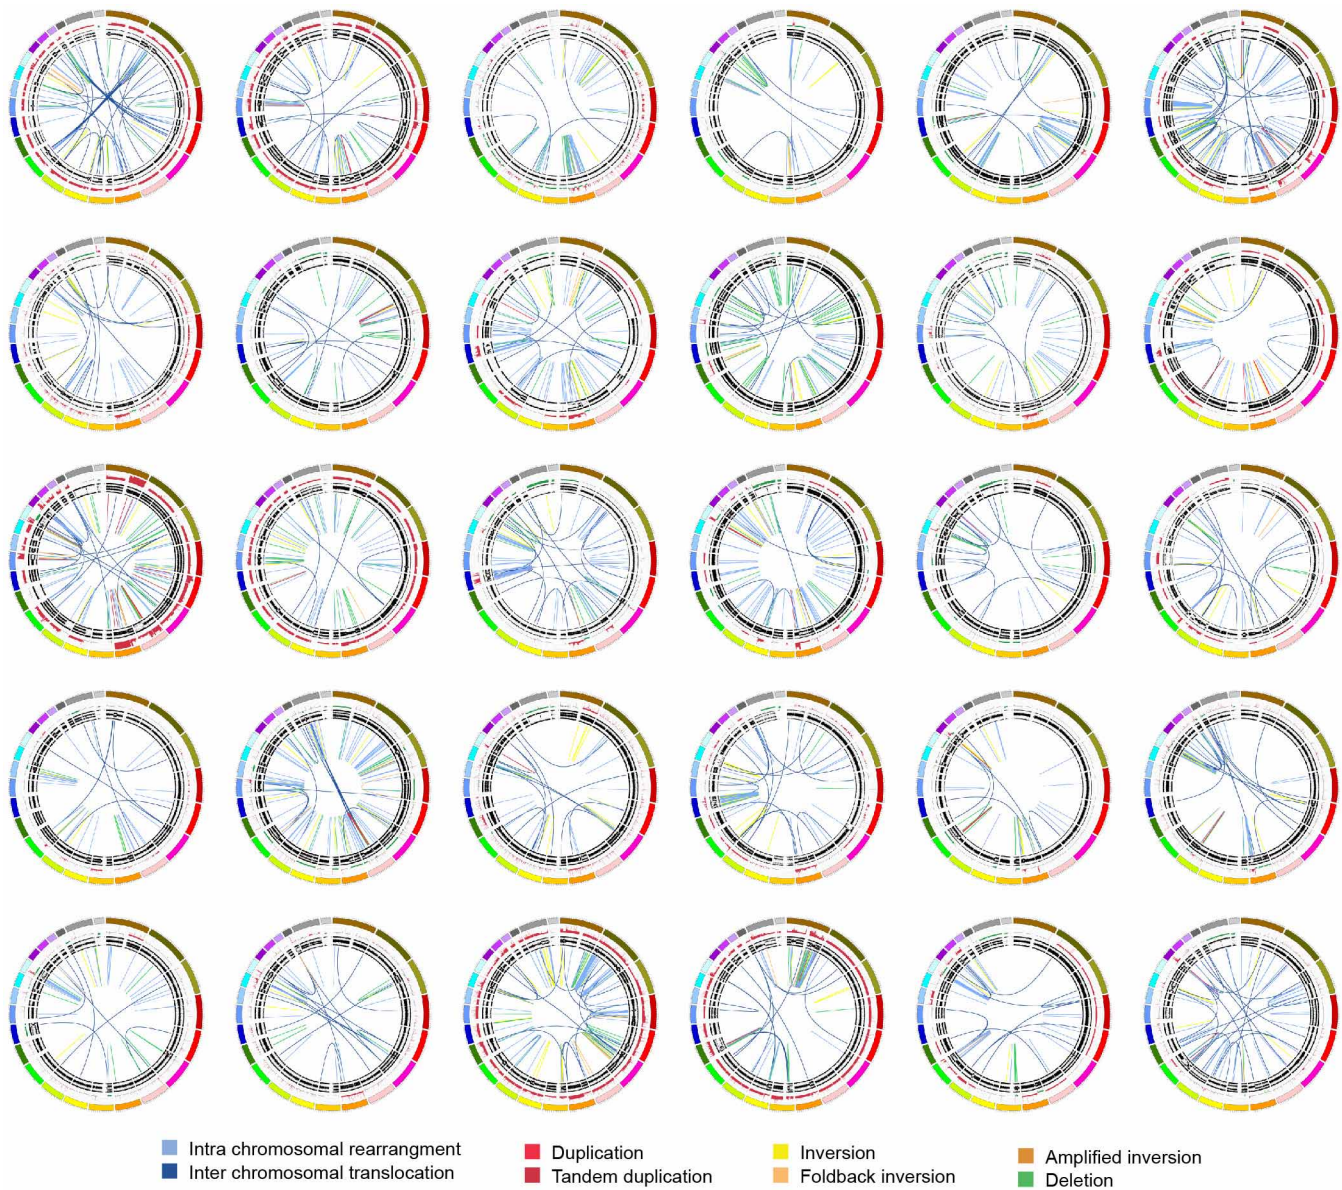 Intra chromosomal rearrangment
Inter chromosomal translocation
Duplication
Tandem duplication
Inversion
Foldback inversion
Amplified inversion
Deletion